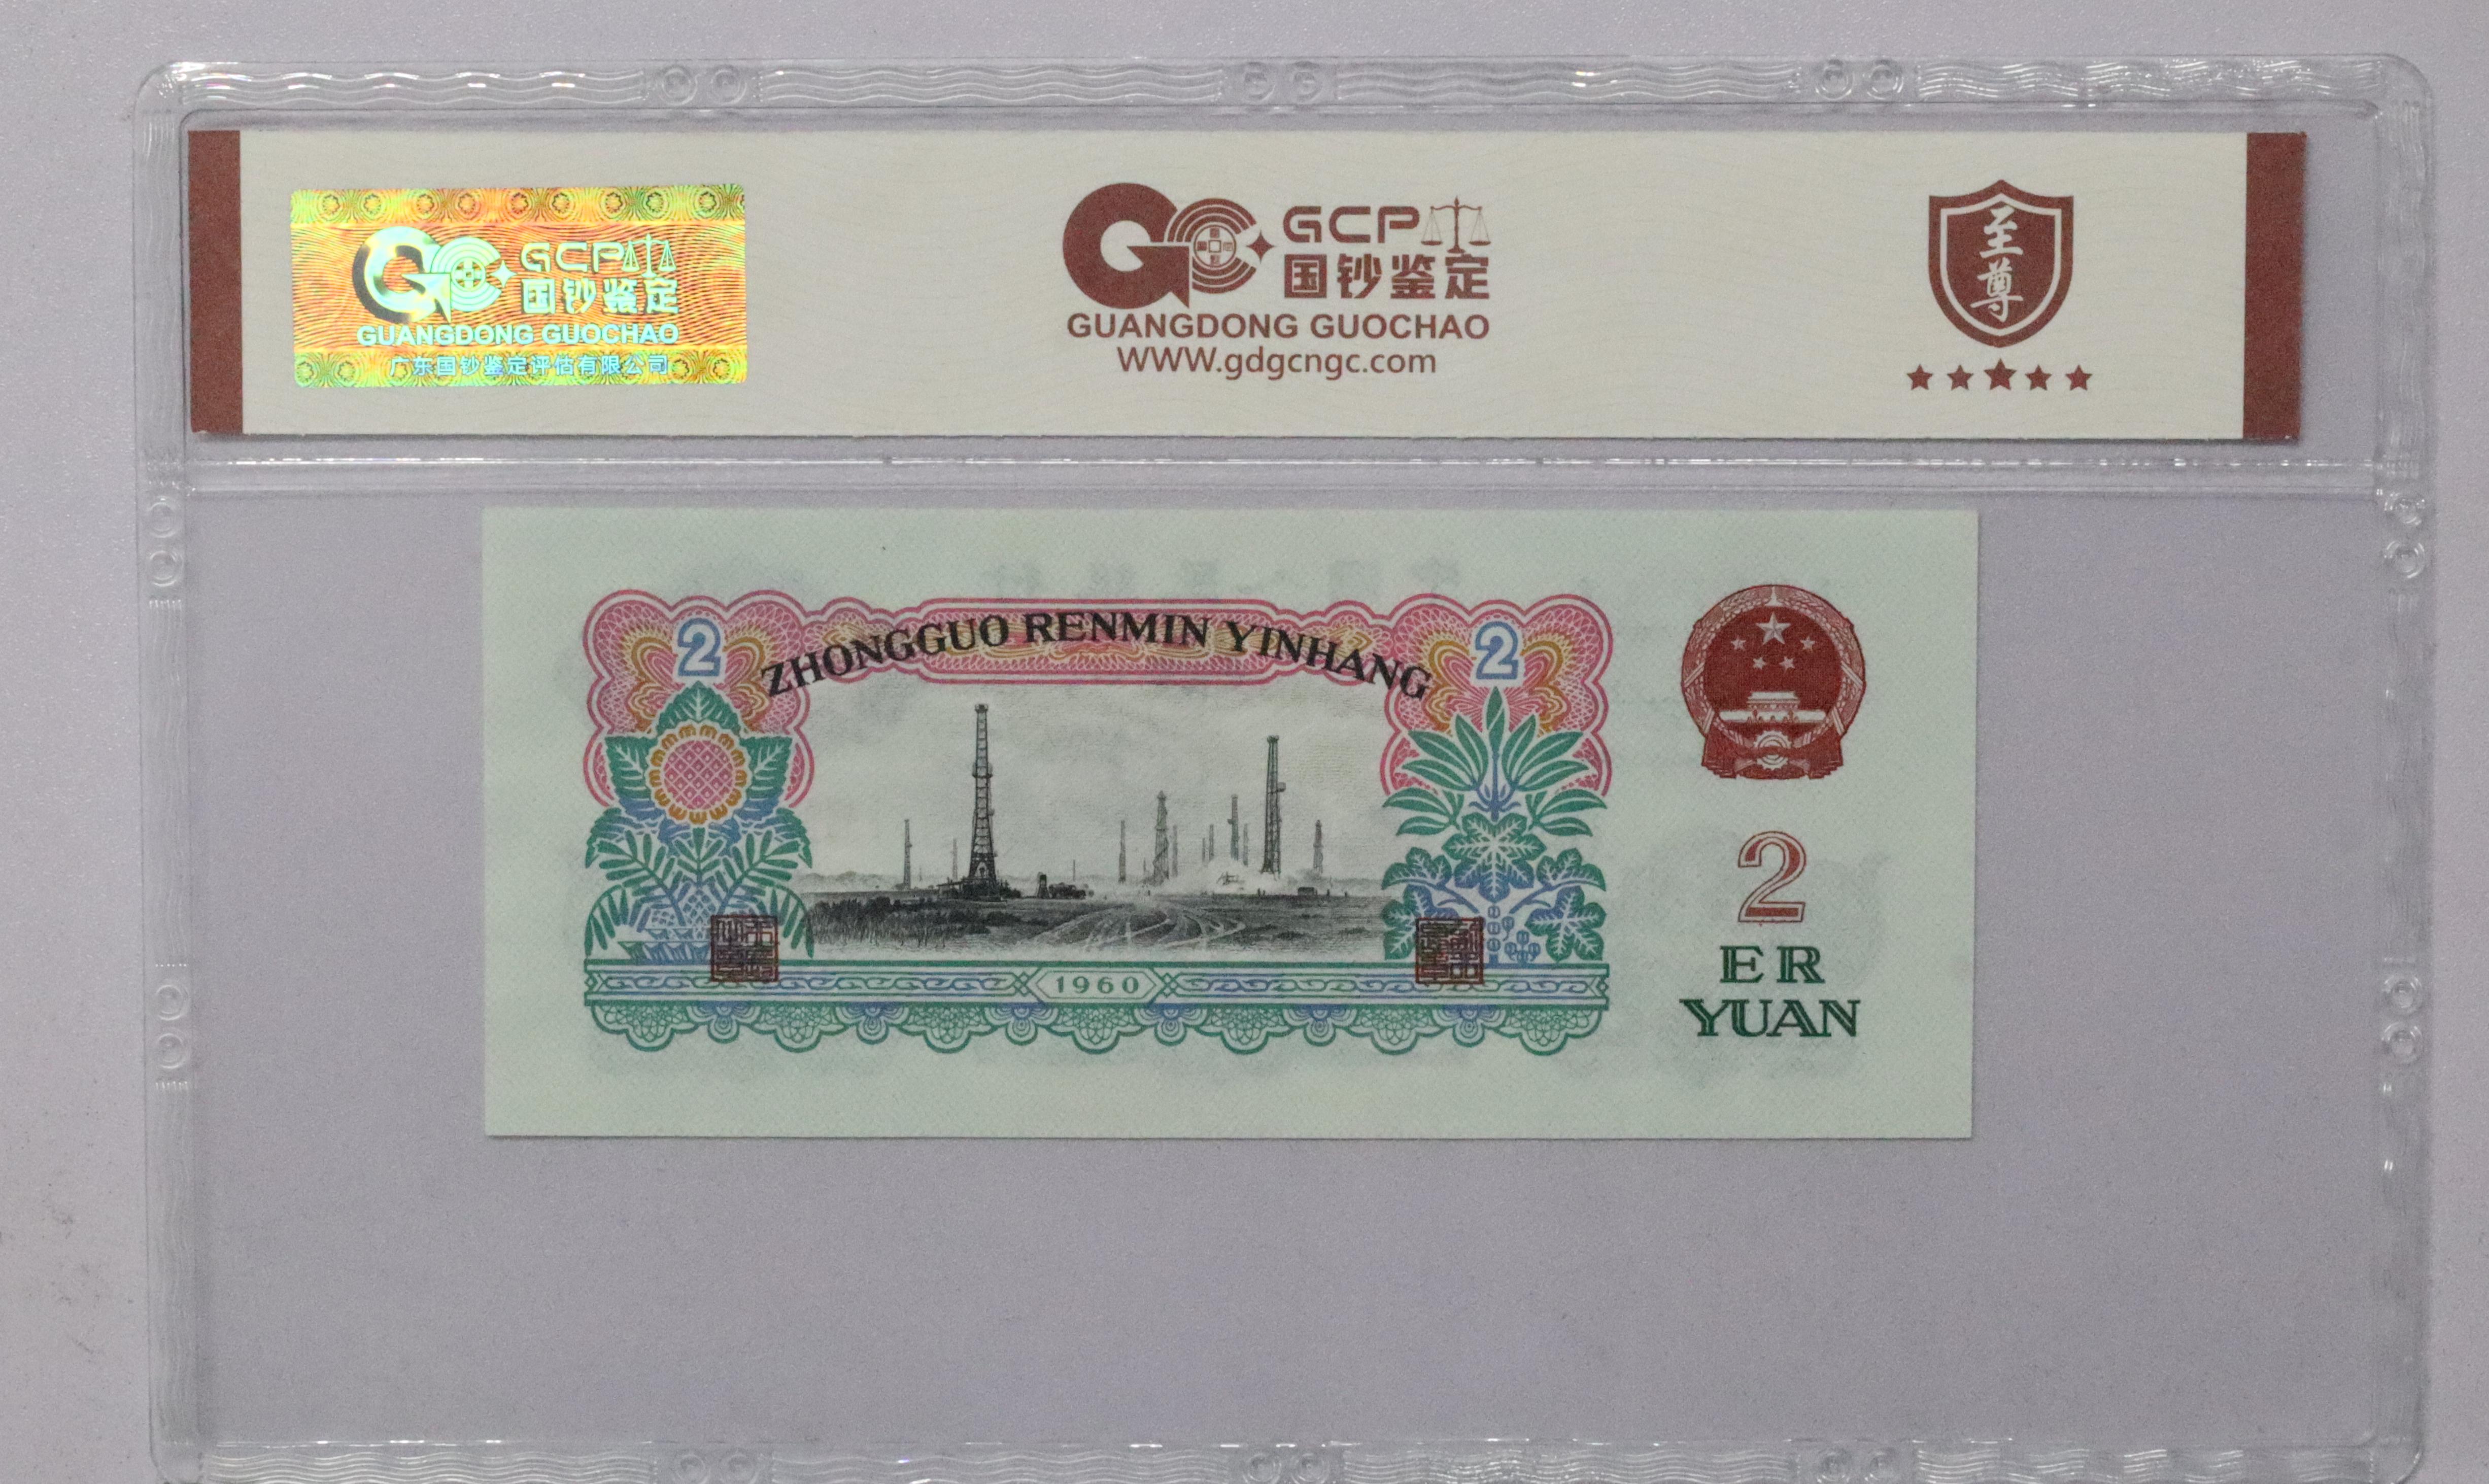 GCP
国钞鉴定
GUANGDONG GUOCHAO
广东国钞鉴定评估有限公司
GCP
国钞鉴定
GUANGDONG GUOCHAO
WWW.gdgcngc.com
至
尊
2 ZHONGGUO RENMIN YINHANG 2
1960
2
ER
YUAN